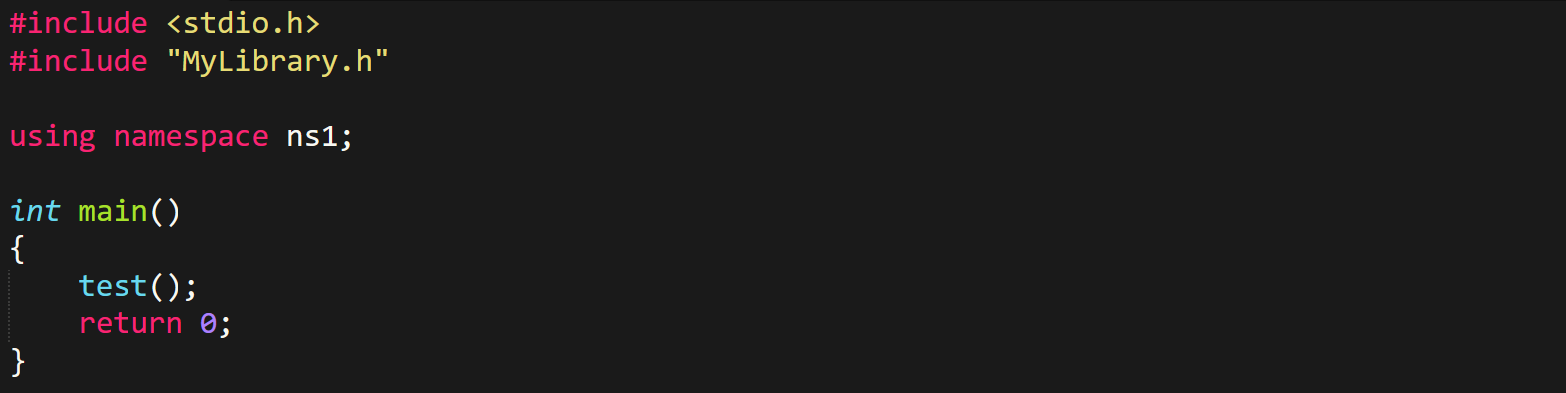 #include <stdio.h>
#include "MyLibrary.h"
using namespace ns1;
int main()
{
    test();
    return 0;
}